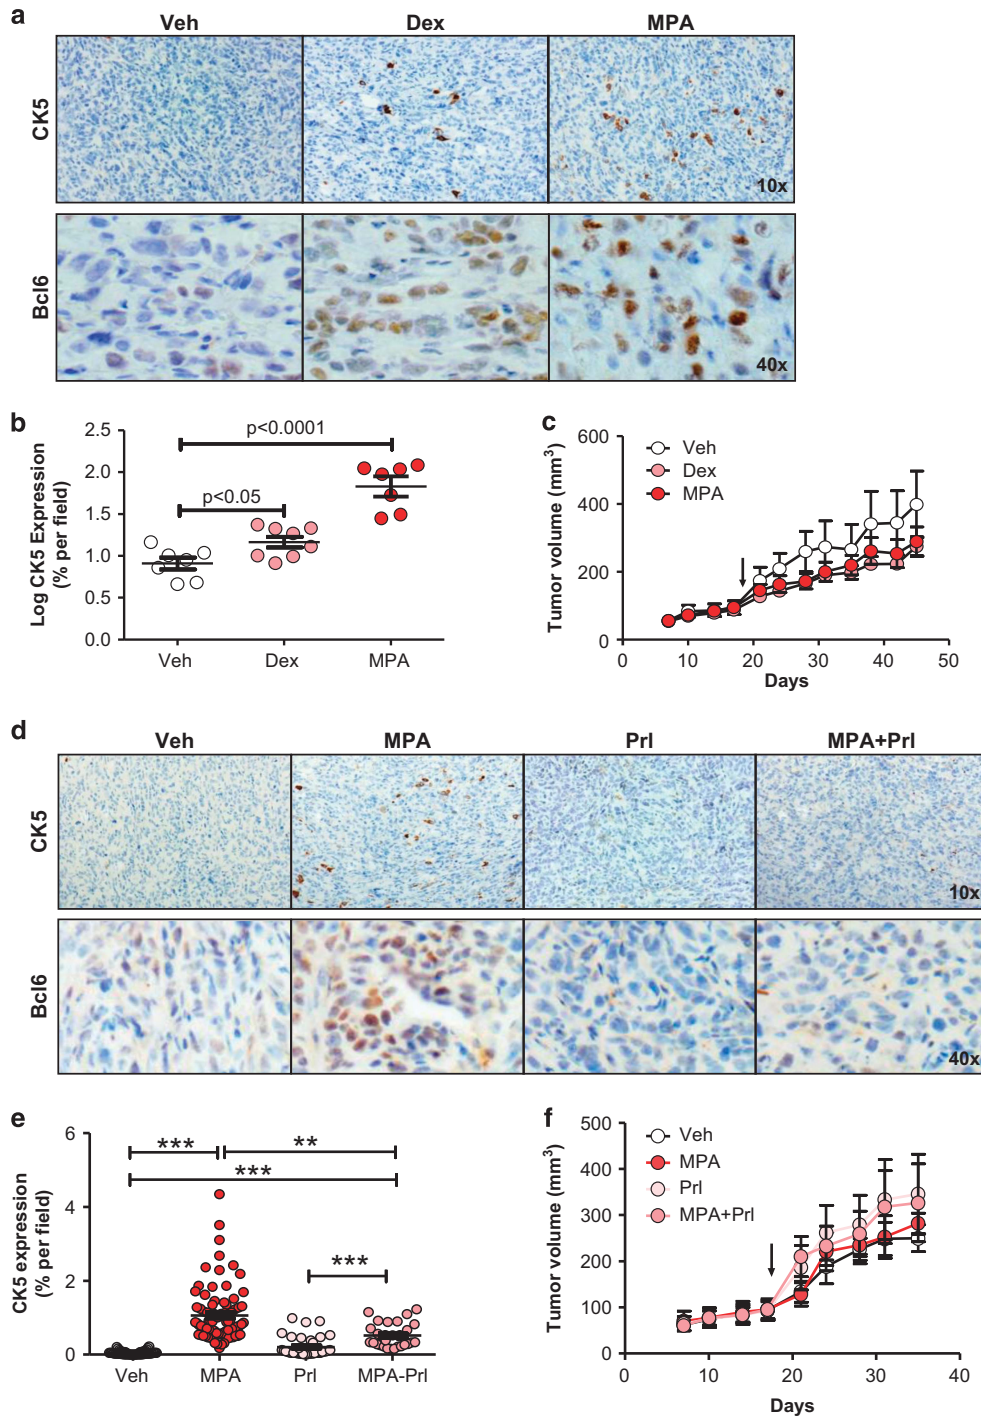 a
Veh Dex MPA
CK5
10x
Bcl6
40x
b
Log CK5 Expression
(% per field)
2.5
2.0
1.5
1.0
0.5
0.0
p<0.0001
p<0.05
Veh Dex MPA
c
Tumor volume (mm³)
600
400
200
0
Veh
Dex
MPA
0 10 20 30 40 50
Days
d
Veh MPA Prl MPA+Prl
CK5
10x
Bcl6
40x
e
CK5 expression
(% per field)
6
4
2
0
*** **
***
***
Veh MPA Prl MPA-Prl
f
Tumor volume (mm³)
500
400
300
200
100
0
Veh
MPA
Prl
MPA+Prl
0 10 20 30 40
Days